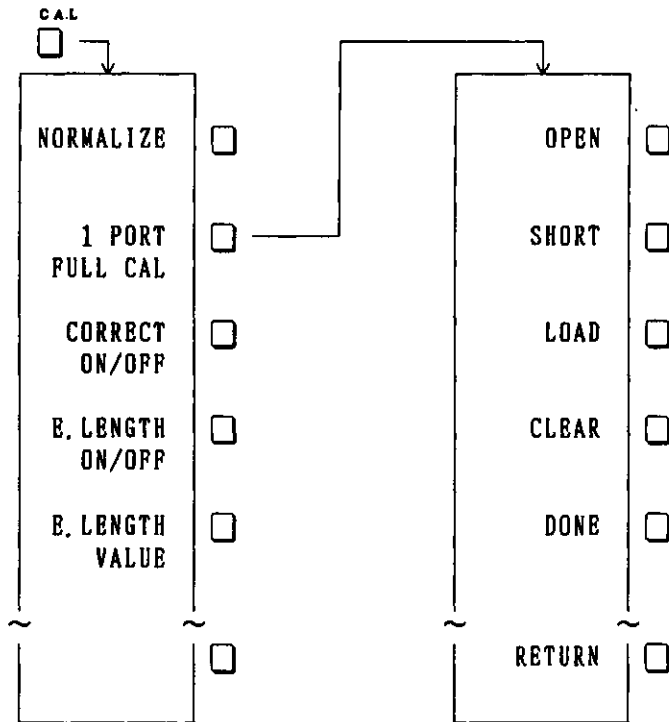 CAL
NORMALIZE
1 PORT
FULL CAL
CORRECT
ON/OFF
E. LENGTH
ON/OFF
E. LENGTH
VALUE
OPEN
SHORT
LOAD
CLEAR
DONE
RETURN